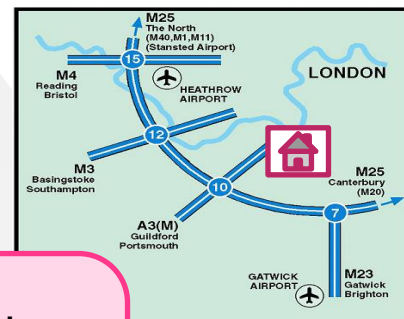 M25
The North
(M40,M1,M11)
(Stansted Airport)
15
M4
Reading
Bristol
HEATHROW
AIRPORT
LONDON
12
M3
Basingstoke
Southampton
M25
Canterbury
(M20)
10
7
A3(M)
Guildford
Portsmouth
GATWICK
AIRPORT
M23
Gatwick
Brighton